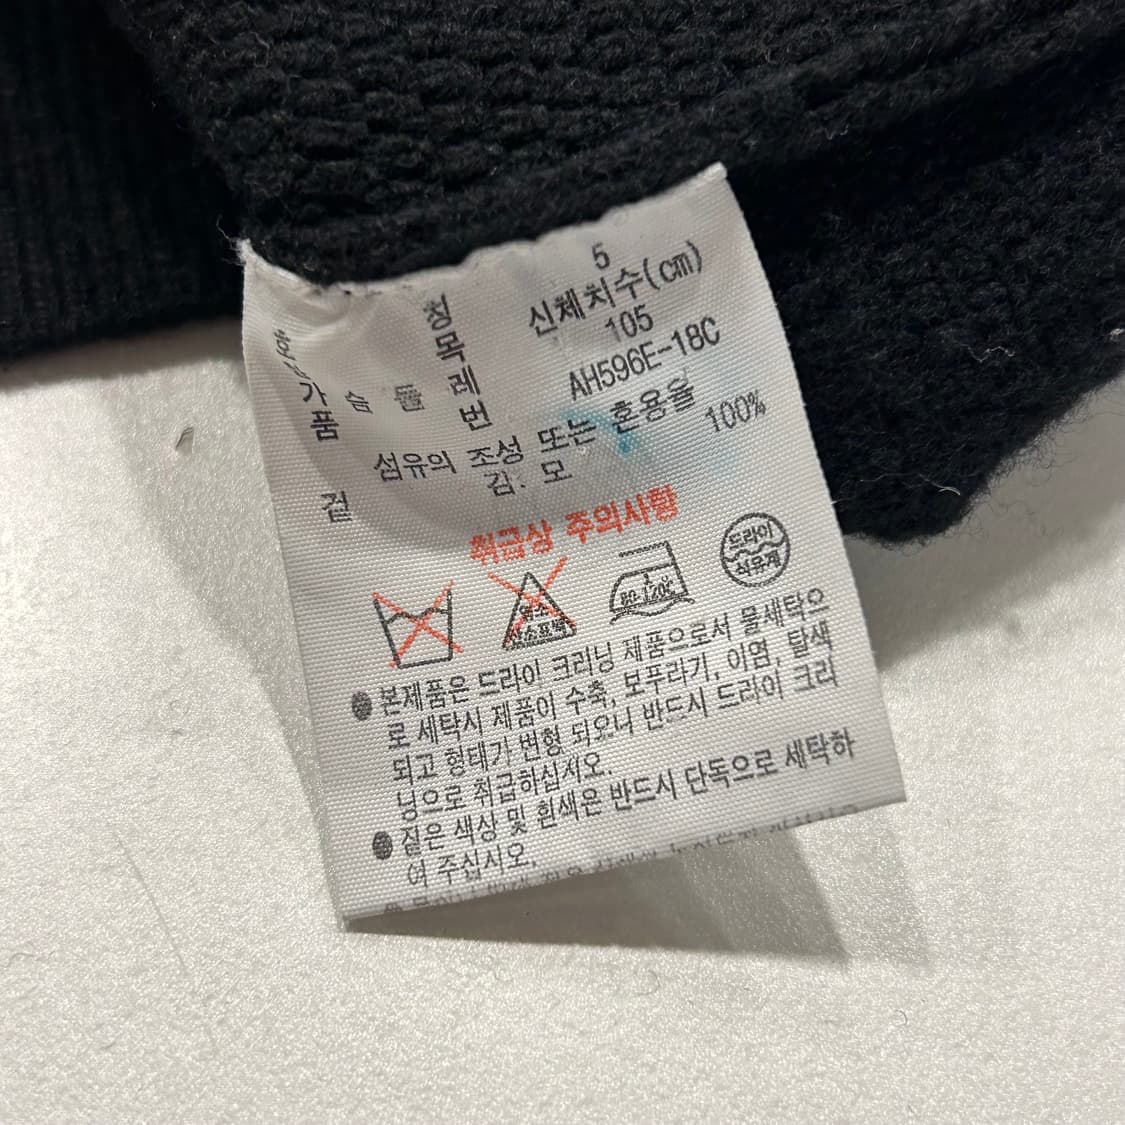 5
신체치수(cm)
가슴둘레 105
품번 AH596E-18C
섬유의 조성 또는 혼용율
겉감: 모 100%
취급상 주의사항
80-120℃
드라이
석유계
● 본제품은 드라이 크리닝 제품으로서 물세탁으
로 세탁시 제품이 수축, 보푸라기, 이염, 탈색
되고 형태가 변형 되오니 반드시 드라이 크리
닝으로 취급하십시오.
● 짙은 색상 및 흰색은 반드시 단독으로 세탁하
여 주십시오.